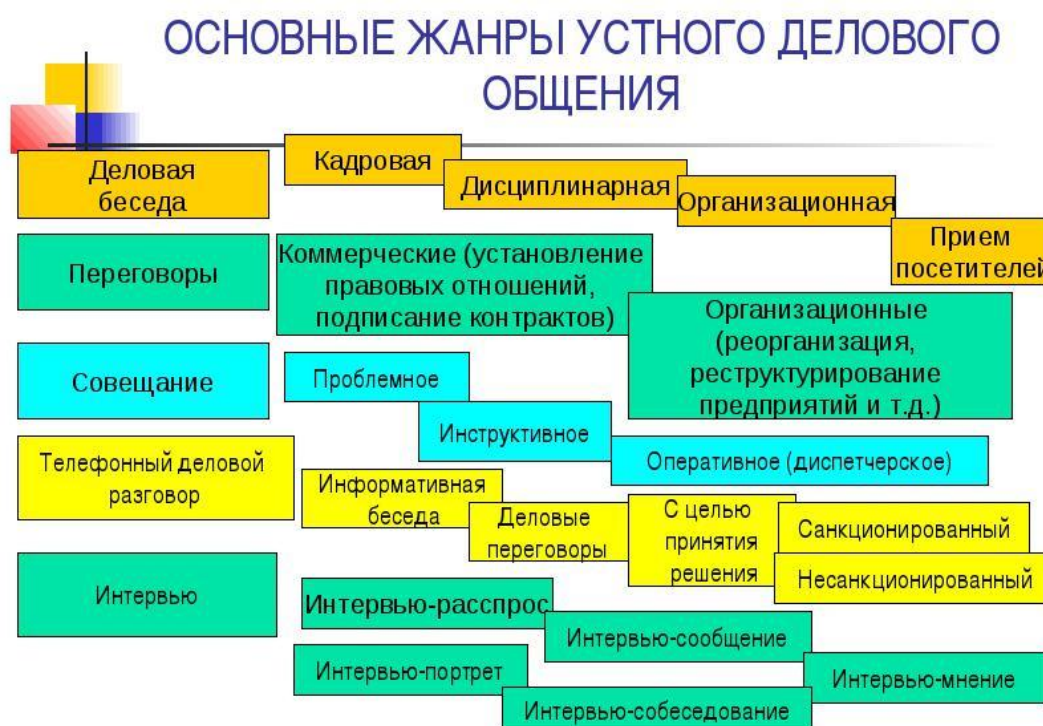 ОСНОВНЫЕ ЖАНРЫ УСТНОГО ДЕЛОВОГО
ОБЩЕНИЯ
Деловая
беседа
Кадровая
Дисциплинарная
Организационная
Прием
посетителей
Переговоры
Коммерческие (установление
правовых отношений,
подписание контрактов)
Организационные
(реорганизация,
реструктурирование
предприятий и т.д.)
Совещание
Проблемное
Инструктивное
Оперативное (диспетчерское)
Телефонный деловой
разговор
Информативная
беседа
Деловые
переговоры
С целью
принятия
решения
Санкционированный
Несанкционированный
Интервью
Интервью-расспрос
Интервью-сообщение
Интервью-портрет
Интервью-мнение
Интервью-собеседование